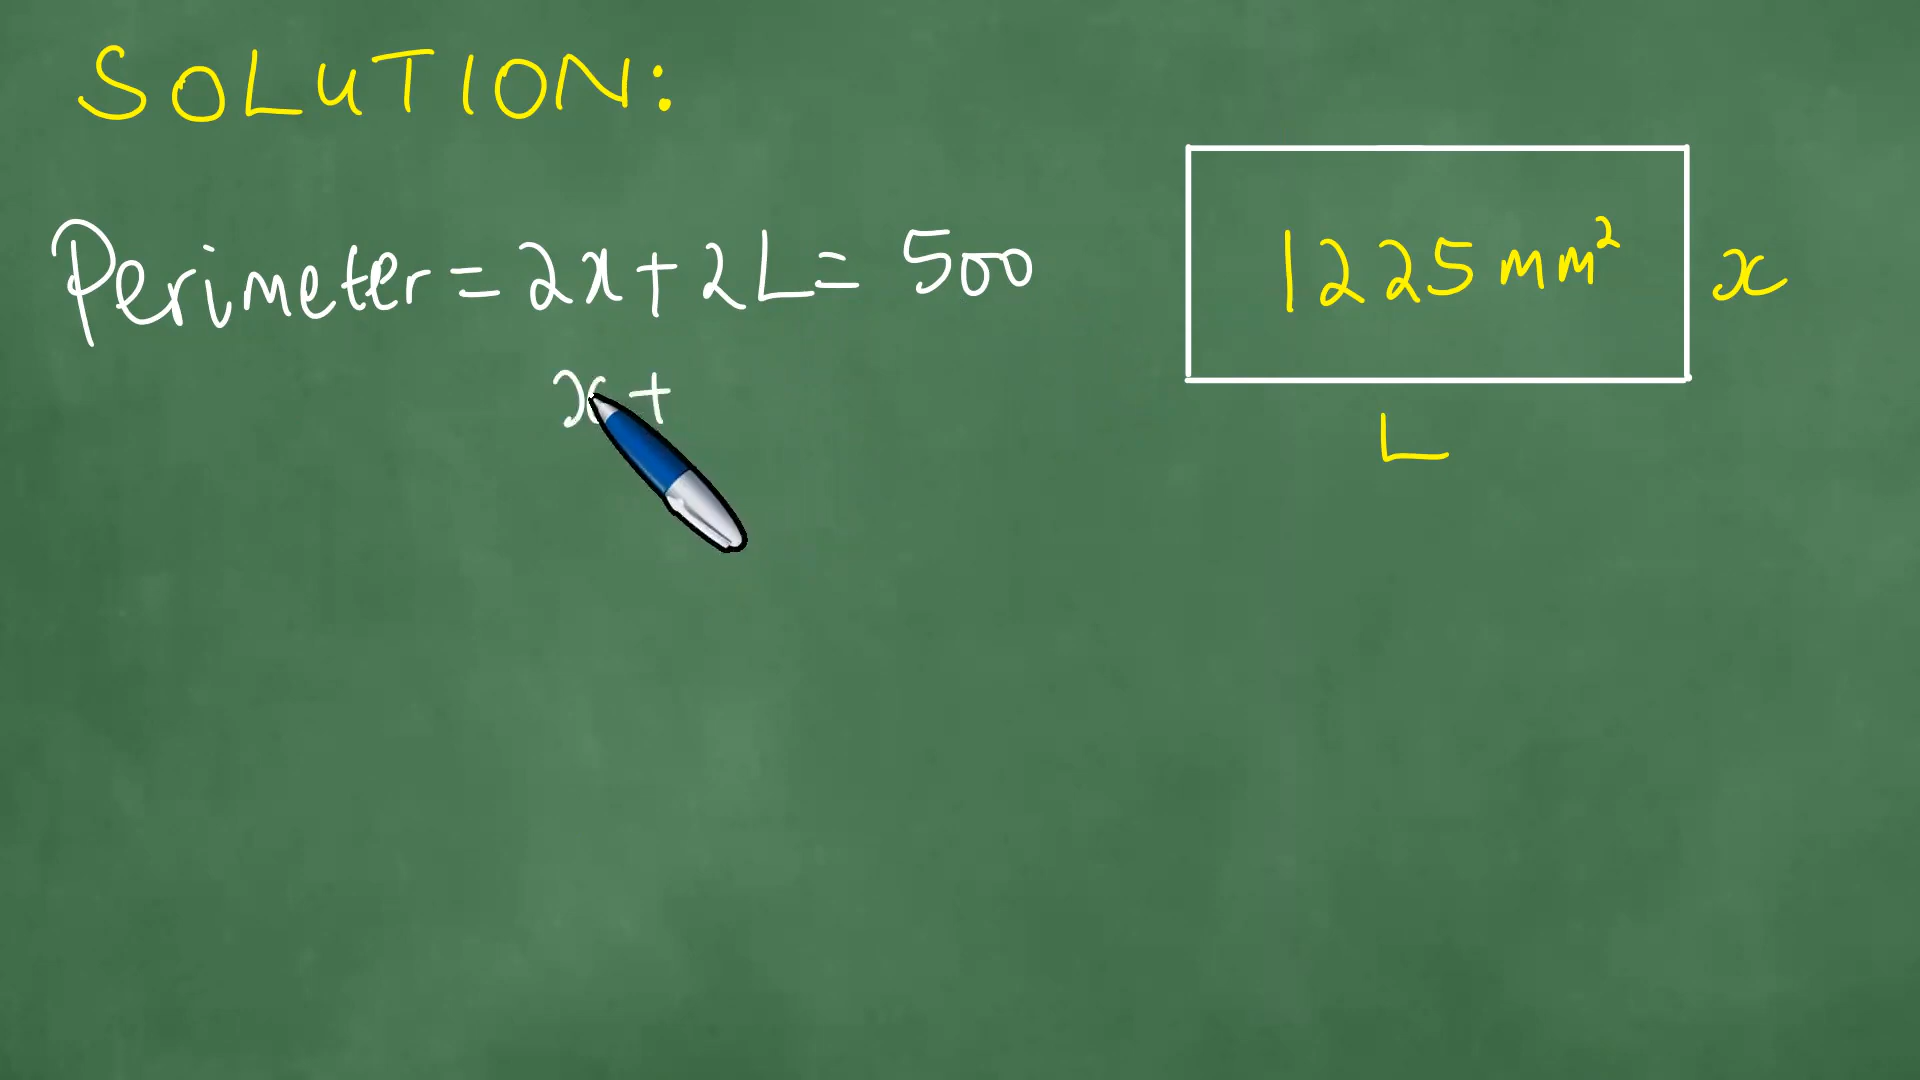 SOLUTION:
Perimeter = 2x + 2L = 500
x +
1225 mm²
x
L